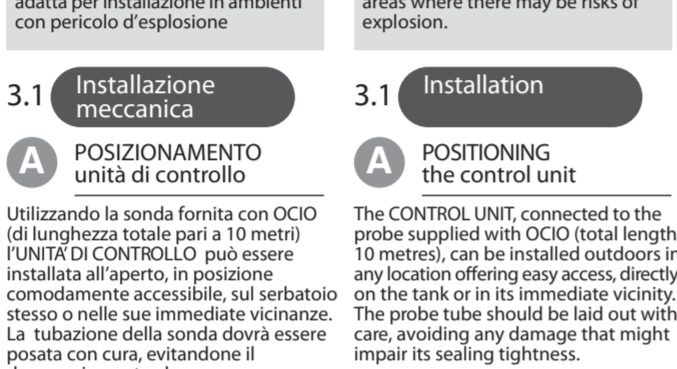 adatta per installazione in ambienti
con pericolo d'esplosione
3.1 Installazione
meccanica
A POSIZIONAMENTO
unità di controllo
Utilizzando la sonda fornita con OCIO
(di lunghezza totale pari a 10 metri)
l'UNITA' DI CONTROLLO può essere
installata all'aperto, in posizione
comodamente accessibile, sul serbatoio
stesso o nelle sue immediate vicinanze.
La tubazione della sonda dovrà essere
posata con cura, evitandone il
areas where there may be risks of
explosion.
3.1 Installation
A POSITIONING
the control unit
The CONTROL UNIT, connected to the
probe supplied with OCIO (total length
10 metres), can be installed outdoors in
any location offering easy access, directly
on the tank or in its immediate vicinity.
The probe tube should be laid out with
care, avoiding any damage that might
impair its sealing tightness.